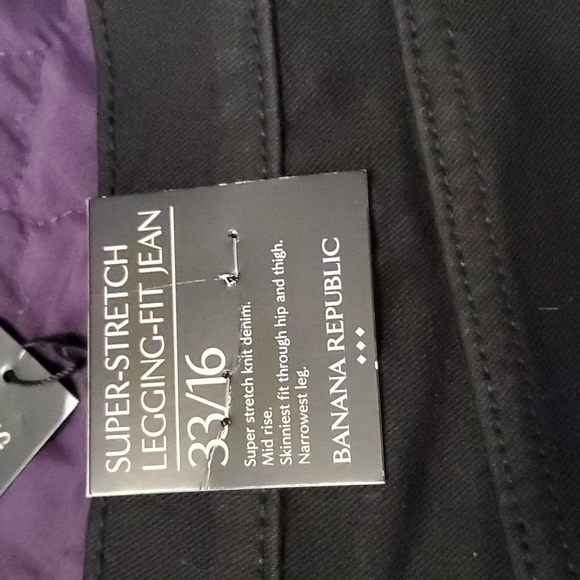 SUPER-STRETCH
LEGGING-FIT JEAN
33/16
Super stretch knit denim.
Mid rise.
Skinniest fit through hip and thigh.
Narrowest leg.
BANANA REPUBLIC